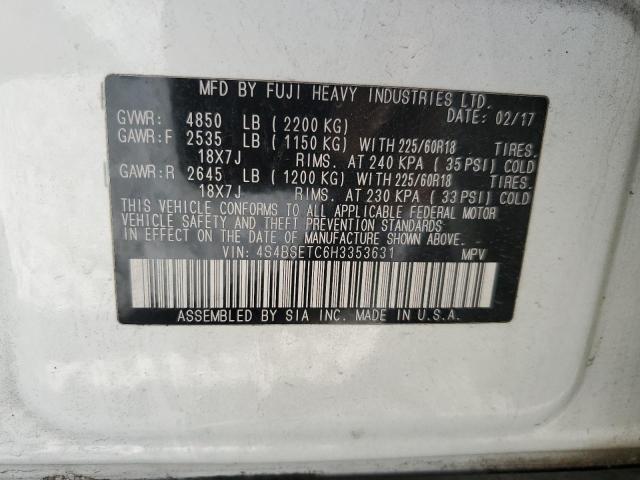 MFD BY FUJI HEAVY INDUSTRIES LTD.
DATE: 02/17
GVWR: 4850 LB (2200 KG)
GAWR:F 2535 LB (1150 KG) WITH 225/60R18 TIRES.
18X7J RIMS. AT 240 KPA (35 PSI) COLD
GAWR:R 2645 LB (1200 KG) WITH 225/60R18 TIRES.
18X7J RIMS. AT 230 KPA (33 PSI) COLD
THIS VEHICLE CONFORMS TO ALL APPLICABLE FEDERAL MOTOR
VEHICLE SAFETY AND THEFT PREVENTION STANDARDS
IN EFFECT ON THE DATE OF MANUFACTURE SHOWN ABOVE.
VIN: 4S4BSETC6H3353631 MPV
ASSEMBLED BY SIA INC. MADE IN U.S.A.